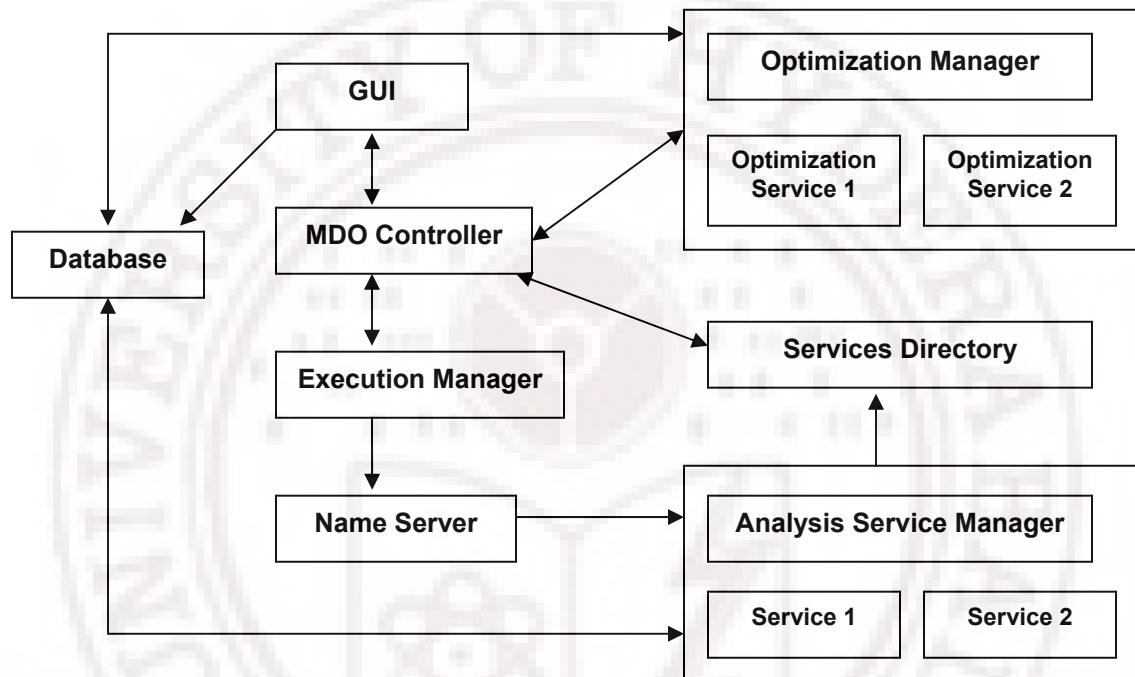 Optimization Manager
GUI
Optimization
Service 1
Optimization
Service 2
MDO Controller
Database
Services Directory
Execution Manager
Name Server
Analysis Service Manager
Service 1
Service 2